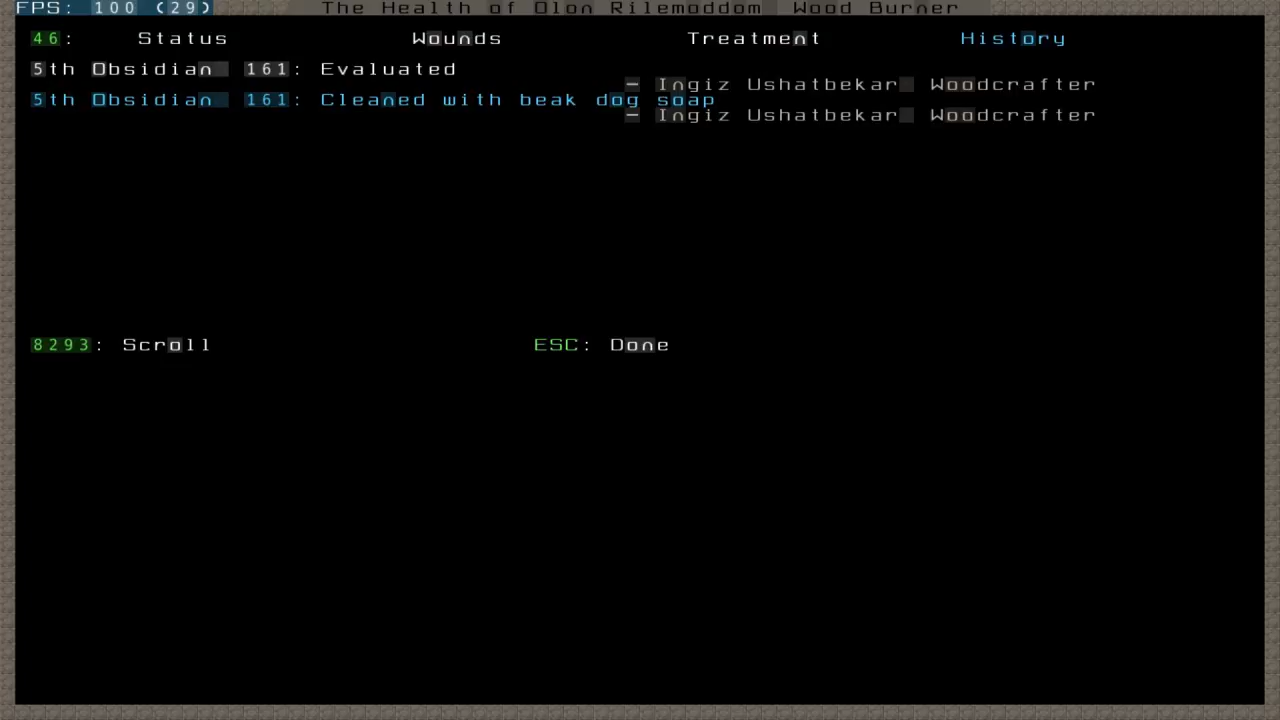 FPS: 100 (29) The Health of Olon Rilemoddom Wood Burner
46: Status Wounds Treatment History
5th Obsidian 161: Evaluated
— Ingiz Ushatbekar Woodcrafter
5th Obsidian 161: Cleaned with beak dog soap
— Ingiz Ushatbekar Woodcrafter
8293: Scroll ESC: Done